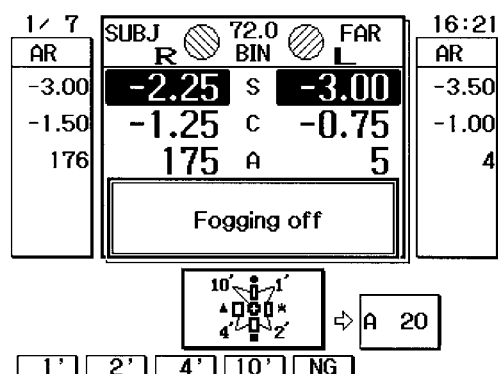 1/ 7 SUBJ 72.0 FAR 16:21
AR R BIN L AR
-3.00 -2.25 S -3.00 -3.50
-1.50 -1.25 C -0.75 -1.00
176 175 A 5 4
Fogging off
10' 1'
4' 2'
A 20
1' 2' 4' 10' NG